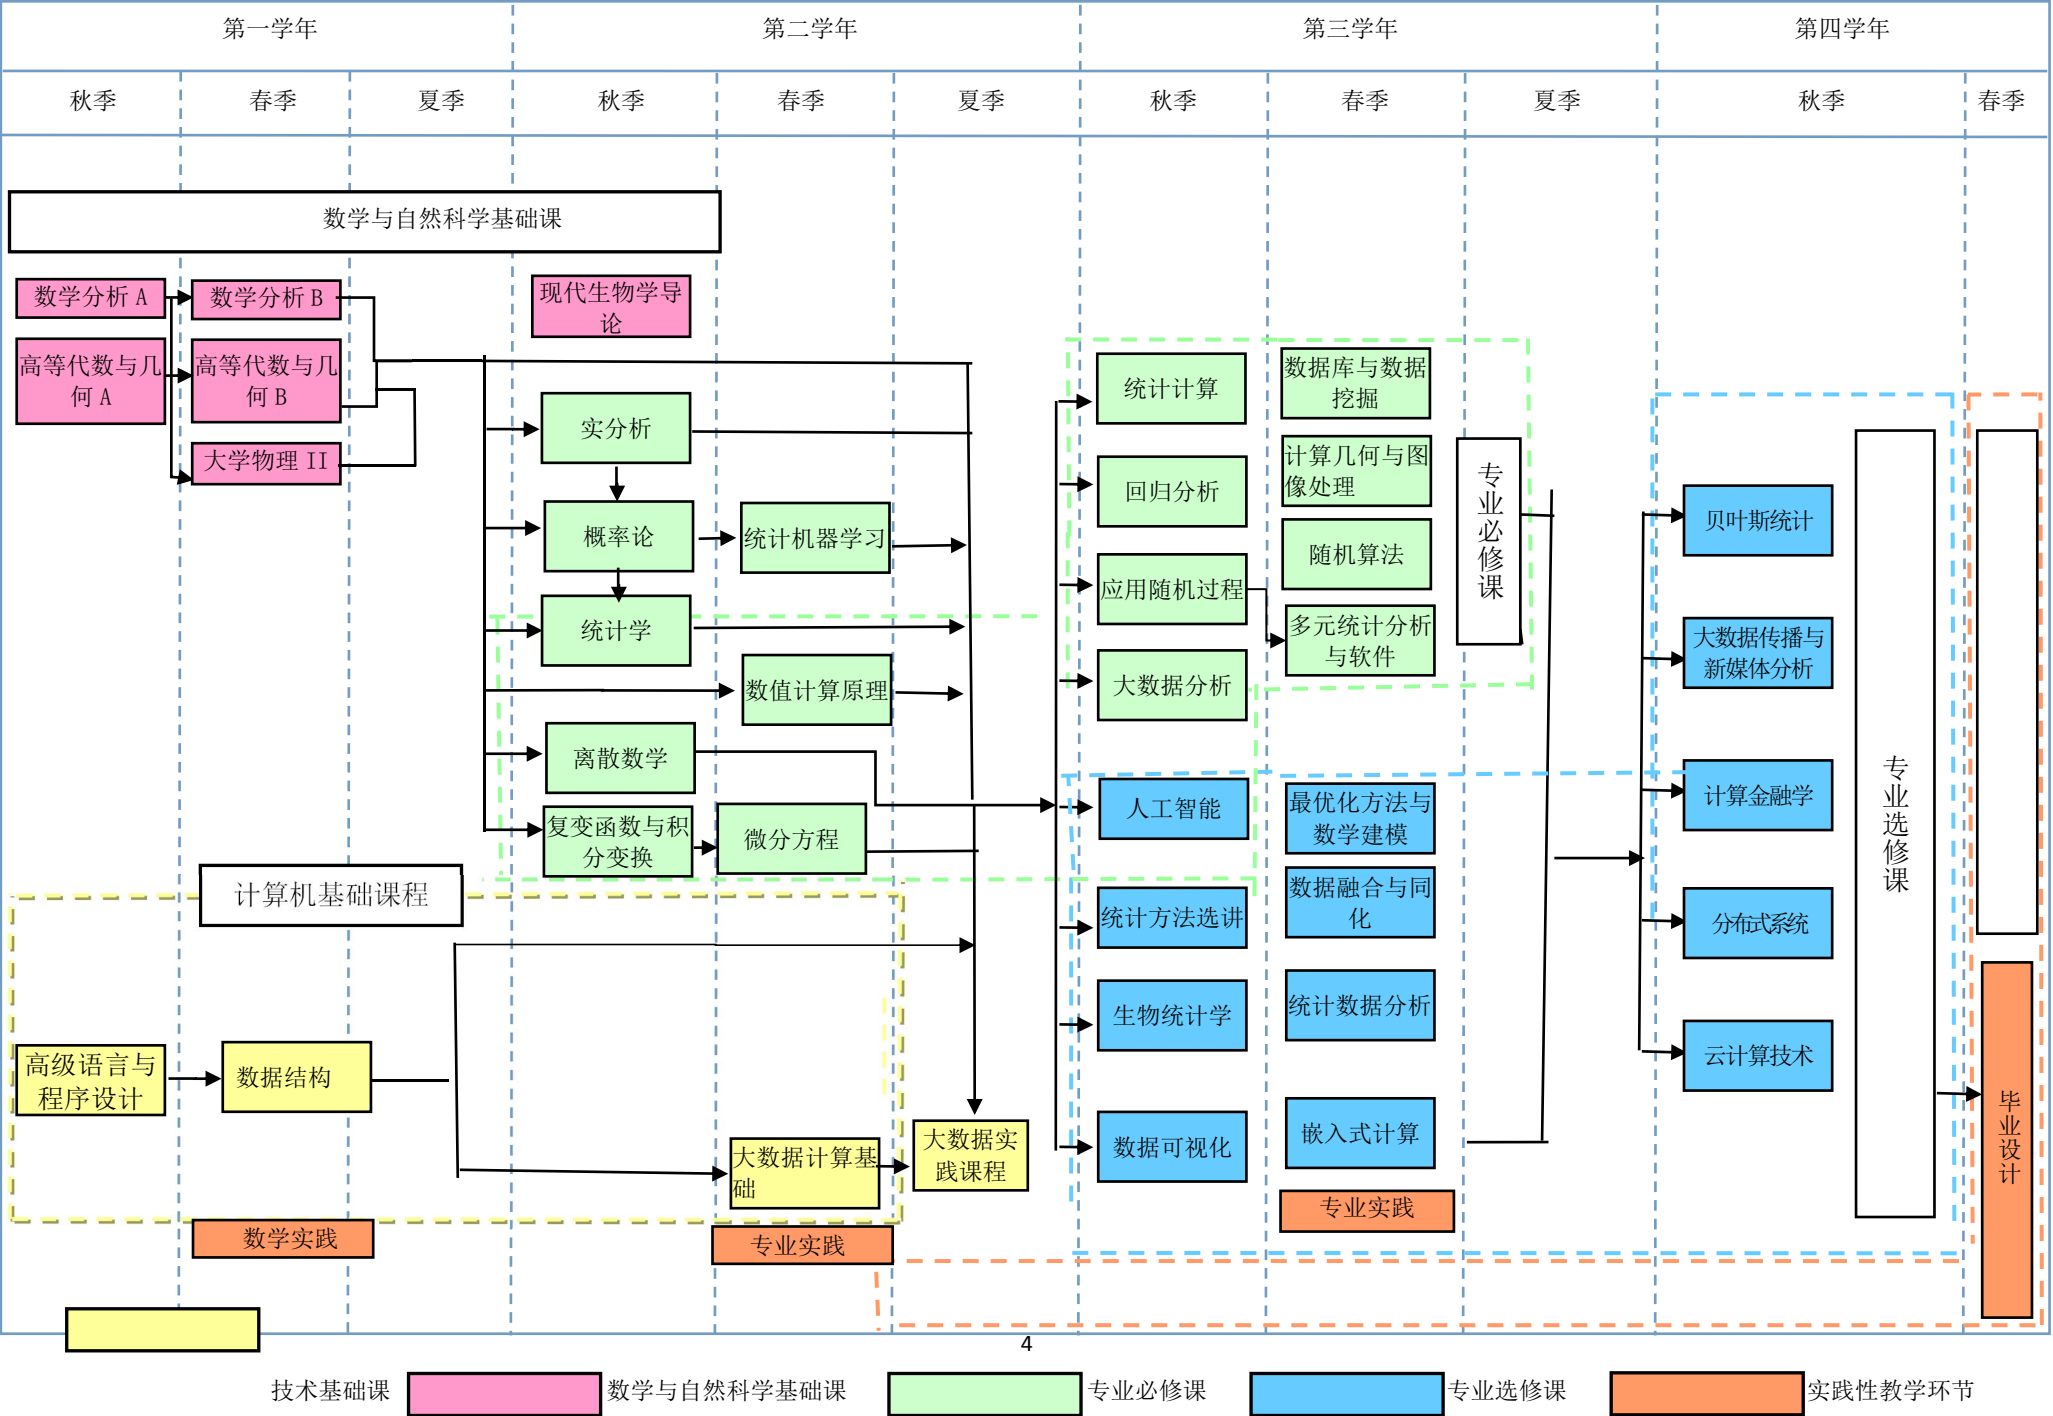 第一学年
第二学年
第三学年
第四学年
秋季
春季
夏季
秋季
春季
夏季
秋季
春季
夏季
秋季
春季
数学与自然科学基础课
数学分析 A
数学分析 B
现代生物学导
论
高等代数与几
何 A
高等代数与几
何 B
大学物理 II
实分析
概率论
统计机器学习
统计学
数值计算原理
离散数学
复变函数与积
分变换
微分方程
统计计算
数据库与数据
挖掘
回归分析
计算几何与图
像处理
应用随机过程
随机算法
大数据分析
多元统计分析
与软件
专业必修课
人工智能
最优化方法与
数学建模
统计方法选讲
数据融合与同
化
生物统计学
统计数据分析
数据可视化
嵌入式计算
专业实践
贝叶斯统计
大数据传播与
新媒体分析
计算金融学
分布式系统
云计算技术
专业选修课
毕业设计
计算机基础课程
高级语言与
程序设计
数据结构
大数据计算基
础
大数据实
践课程
数学实践
专业实践
4
技术基础课
数学与自然科学基础课
专业必修课
专业选修课
实践性教学环节